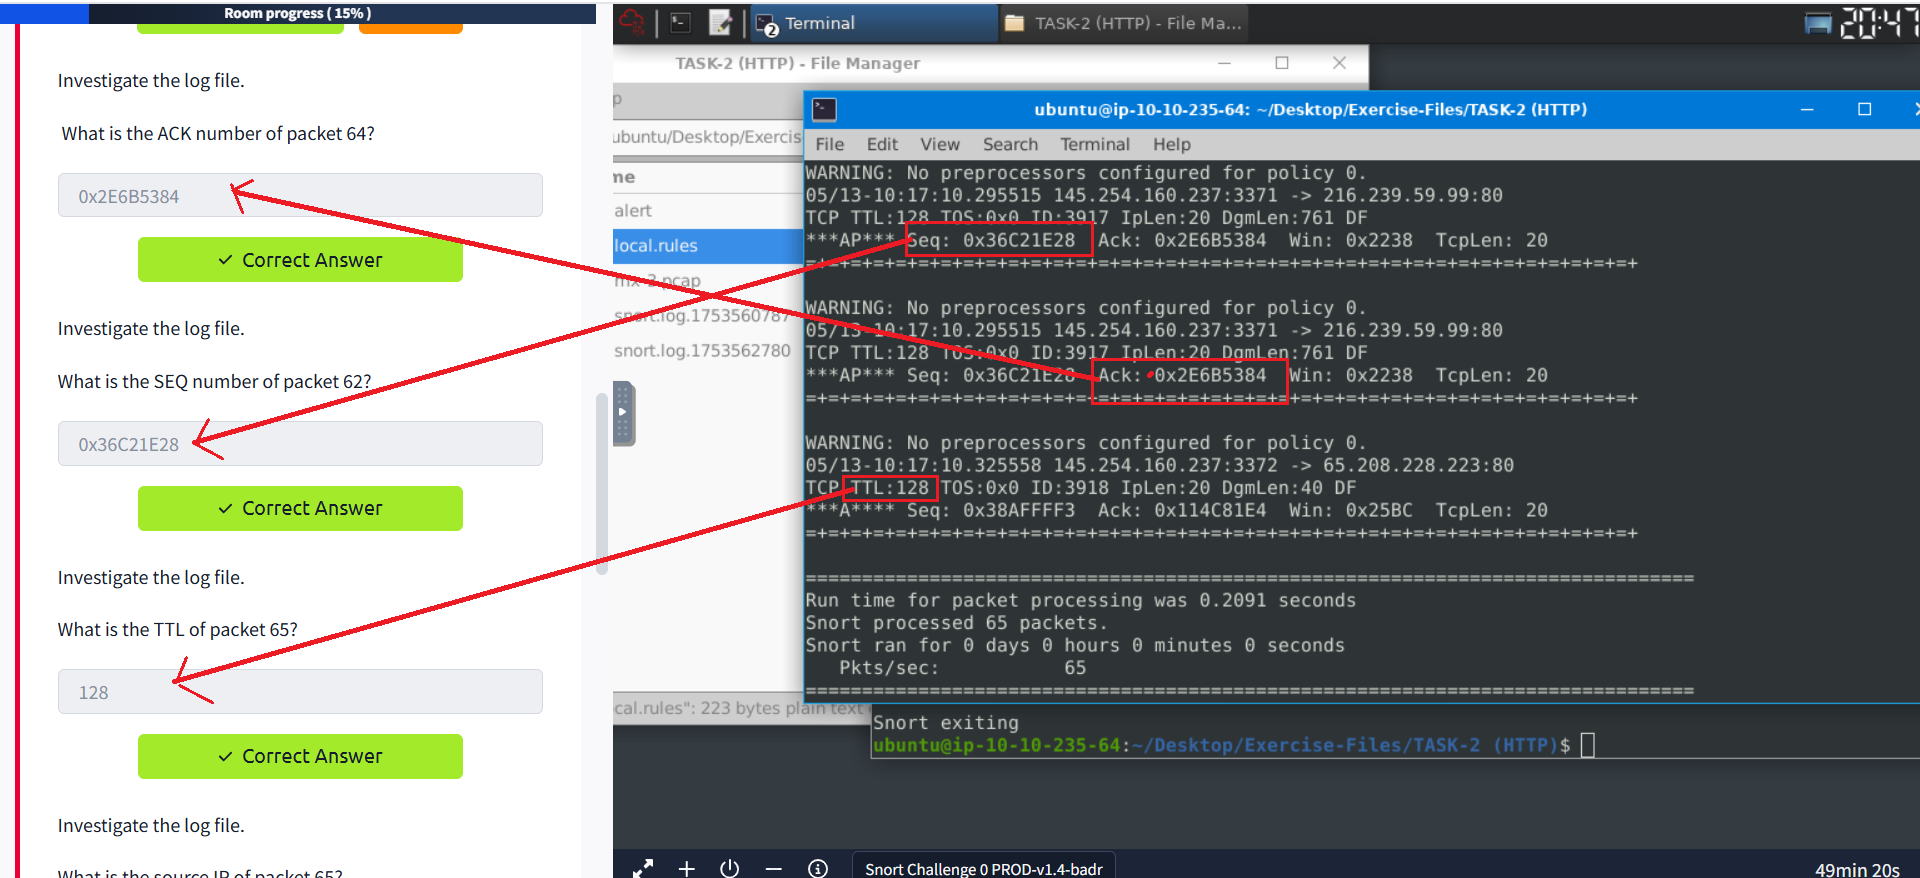 Room progress ( 15% )
Investigate the log file.
What is the ACK number of packet 64?
0x2E6B5384
✓ Correct Answer
Investigate the log file.
What is the SEQ number of packet 62?
0x36C21E28
✓ Correct Answer
Investigate the log file.
What is the TTL of packet 65?
128
✓ Correct Answer
Investigate the log file.
What is the source IP of packet 65?
Terminal
2
TASK-2 (HTTP) - File Ma...
20:47
TASK-2 (HTTP) - File Manager
p
ubuntu/Desktop/Exercis
me
alert
local.rules
mx-3.pcap
snort.log.1753560787
snort.log.1753562780
cal.rules": 223 bytes plain text
ubuntu@ip-10-10-235-64: ~/Desktop/Exercise-Files/TASK-2 (HTTP)
File Edit View Search Terminal Help
WARNING: No preprocessors configured for policy 0.
05/13-10:17:10.295515 145.254.160.237:3371 -> 216.239.59.99:80
TCP TTL:128 TOS:0x0 ID:3917 IpLen:20 DgmLen:761 DF
***AP*** Seq: 0x36C21E28  Ack: 0x2E6B5384  Win: 0x2238  TcpLen: 20
=+=+=+=+=+=+=+=+=+=+=+=+=+=+=+=+=+=+=+=+=+=+=+=+=+=+=+=+=+=+=+=+=+=+=+=+=+
WARNING: No preprocessors configured for policy 0.
05/13-10:17:10.295515 145.254.160.237:3371 -> 216.239.59.99:80
TCP TTL:128 TOS:0x0 ID:3917 IpLen:20 DgmLen:761 DF
***AP*** Seq: 0x36C21E28  Ack: 0x2E6B5384  Win: 0x2238  TcpLen: 20
=+=+=+=+=+=+=+=+=+=+=+=+=+=+=+=+=+=+=+=+=+=+=+=+=+=+=+=+=+=+=+=+=+=+=+=+=+
WARNING: No preprocessors configured for policy 0.
05/13-10:17:10.325558 145.254.160.237:3372 -> 65.208.228.223:80
TCP TTL:128 TOS:0x0 ID:3918 IpLen:20 DgmLen:40 DF
***A**** Seq: 0x38AFFFF3  Ack: 0x114C81E4  Win: 0x25BC  TcpLen: 20
=+=+=+=+=+=+=+=+=+=+=+=+=+=+=+=+=+=+=+=+=+=+=+=+=+=+=+=+=+=+=+=+=+=+=+=+=+
===============================================================================
Run time for packet processing was 0.2091 seconds
Snort processed 65 packets.
Snort ran for 0 days 0 hours 0 minutes 0 seconds
Pkts/sec: 65
===============================================================================
Snort exiting
ubuntu@ip-10-10-235-64:~/Desktop/Exercise-Files/TASK-2 (HTTP)$
Snort Challenge 0 PROD-v1.4-badr
49min 20s